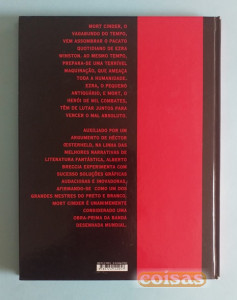 MORT CINDER, O
VAGABUNDO DO TEMPO,
VEM ASSOMBRAR O PACATO
QUOTIDIANO DE EZRA
WINSTON. AO MESMO TEMPO,
PREPARA-SE UMA TERRÍVEL
MAQUINAÇÃO, QUE AMEAÇA
TODA A HUMANIDADE.
EZRA, O PEQUENO
ANTIQUÁRIO, E MORT, O
HERÓI DE MIL COMBATES,
TÊM DE LUTAR JUNTOS PARA
VENCER O MAL ABSOLUTO.
AUXILIADO POR UM
ARGUMENTO DE HÉCTOR
OESTERHELD, NA LINHA DAS
MELHORES NARRATIVAS DE
LITERATURA FANTÁSTICA, ALBERTO
BRECCIA EXPERIMENTA COM
SUCESSO SOLUÇÕES GRÁFICAS
AUDACIOSAS E INOVADORAS,
AFIRMANDO-SE COMO UM DOS
GRANDES MESTRES DO PRETO E BRANCO.
MORT CINDER É UNANIMEMENTE
CONSIDERADO UMA
OBRA-PRIMA DA BANDA
DESENHADA MUNDIAL.
coisas